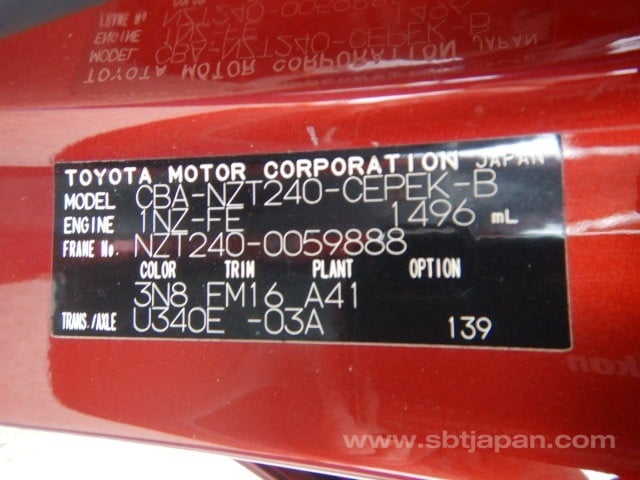 TOYOTA MOTOR CORPORATION JAPAN
MODEL CBA-NZT240-CEPEK-B
ENGINE 1NZ-FE 1496 mL
FRAME No. NZT240-0059888
COLOR TRIM PLANT OPTION
3N8 FM16 A41
TRANS./AXLE U340E -03A 139
www.sbtjapan.com